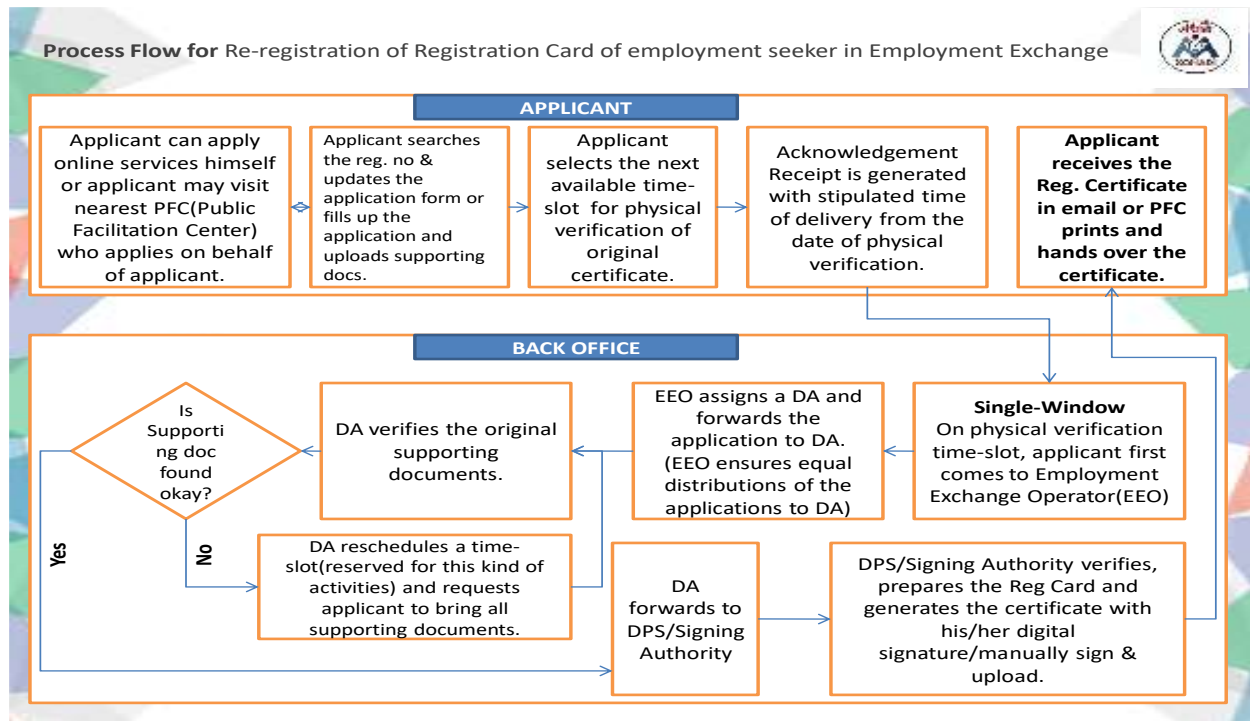 Process Flow for Re-registration of Registration Card of employment seeker in Employment Exchange
APPLICANT
Applicant can apply
online services himself
or applicant may visit
nearest PFC(Public
Facilitation Center)
who applies on behalf
of applicant.
Applicant searches
the reg. no &
updates the
application form or
fills up the
application and
uploads supporting
docs.
Applicant
selects the next
available time-
slot for physical
verification of
original
certificate.
Acknowledgement
Receipt is generated
with stipulated time
of delivery from the
date of physical
verification.
Applicant
receives the
Reg. Certificate
in email or PFC
prints and
hands over the
certificate.
BACK OFFICE
Single-Window
On physical verification
time-slot, applicant first
comes to Employment
Exchange Operator(EEO)
EEO assigns a DA and
forwards the
application to DA.
(EEO ensures equal
distributions of the
applications to DA)
DA verifies the original
supporting
documents.
Is
Supporti
ng doc
found
okay?
Yes
No
DA reschedules a time-
slot(reserved for this kind of
activities) and requests
applicant to bring all
supporting documents.
DA
forwards to
DPS/Signing
Authority
DPS/Signing Authority verifies,
prepares the Reg Card and
generates the certificate with
his/her digital
signature/manually sign &
upload.